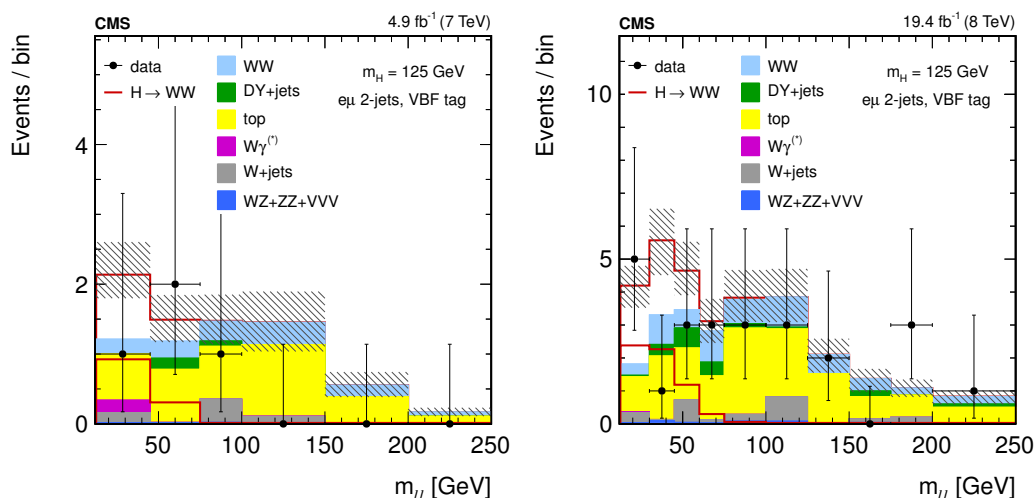 CMS
4.9 fb⁻¹ (7 TeV)
Events / bin
data
H → WW
WW
DY+jets
top
Wγ⁽*⁾
W+jets
WZ+ZZ+VVV
m_H = 125 GeV
eμ 2-jets, VBF tag
0
2
4
50
100
150
200
250
m_ll [GeV]
CMS
19.4 fb⁻¹ (8 TeV)
Events / bin
data
H → WW
WW
DY+jets
top
Wγ⁽*⁾
W+jets
WZ+ZZ+VVV
m_H = 125 GeV
eμ 2-jets, VBF tag
0
5
10
50
100
150
200
250
m_ll [GeV]